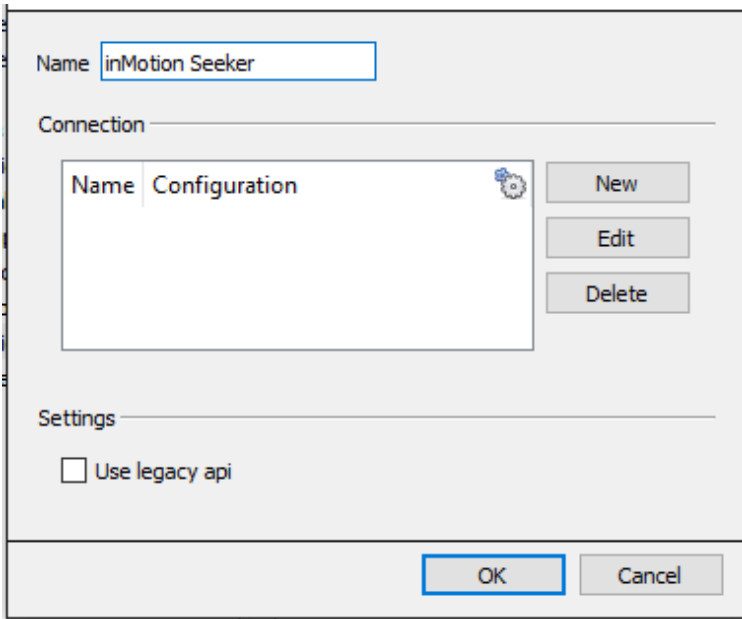 Name inMotion Seeker
Connection
Name Configuration
New
Edit
Delete
Settings
Use legacy api
OK Cancel